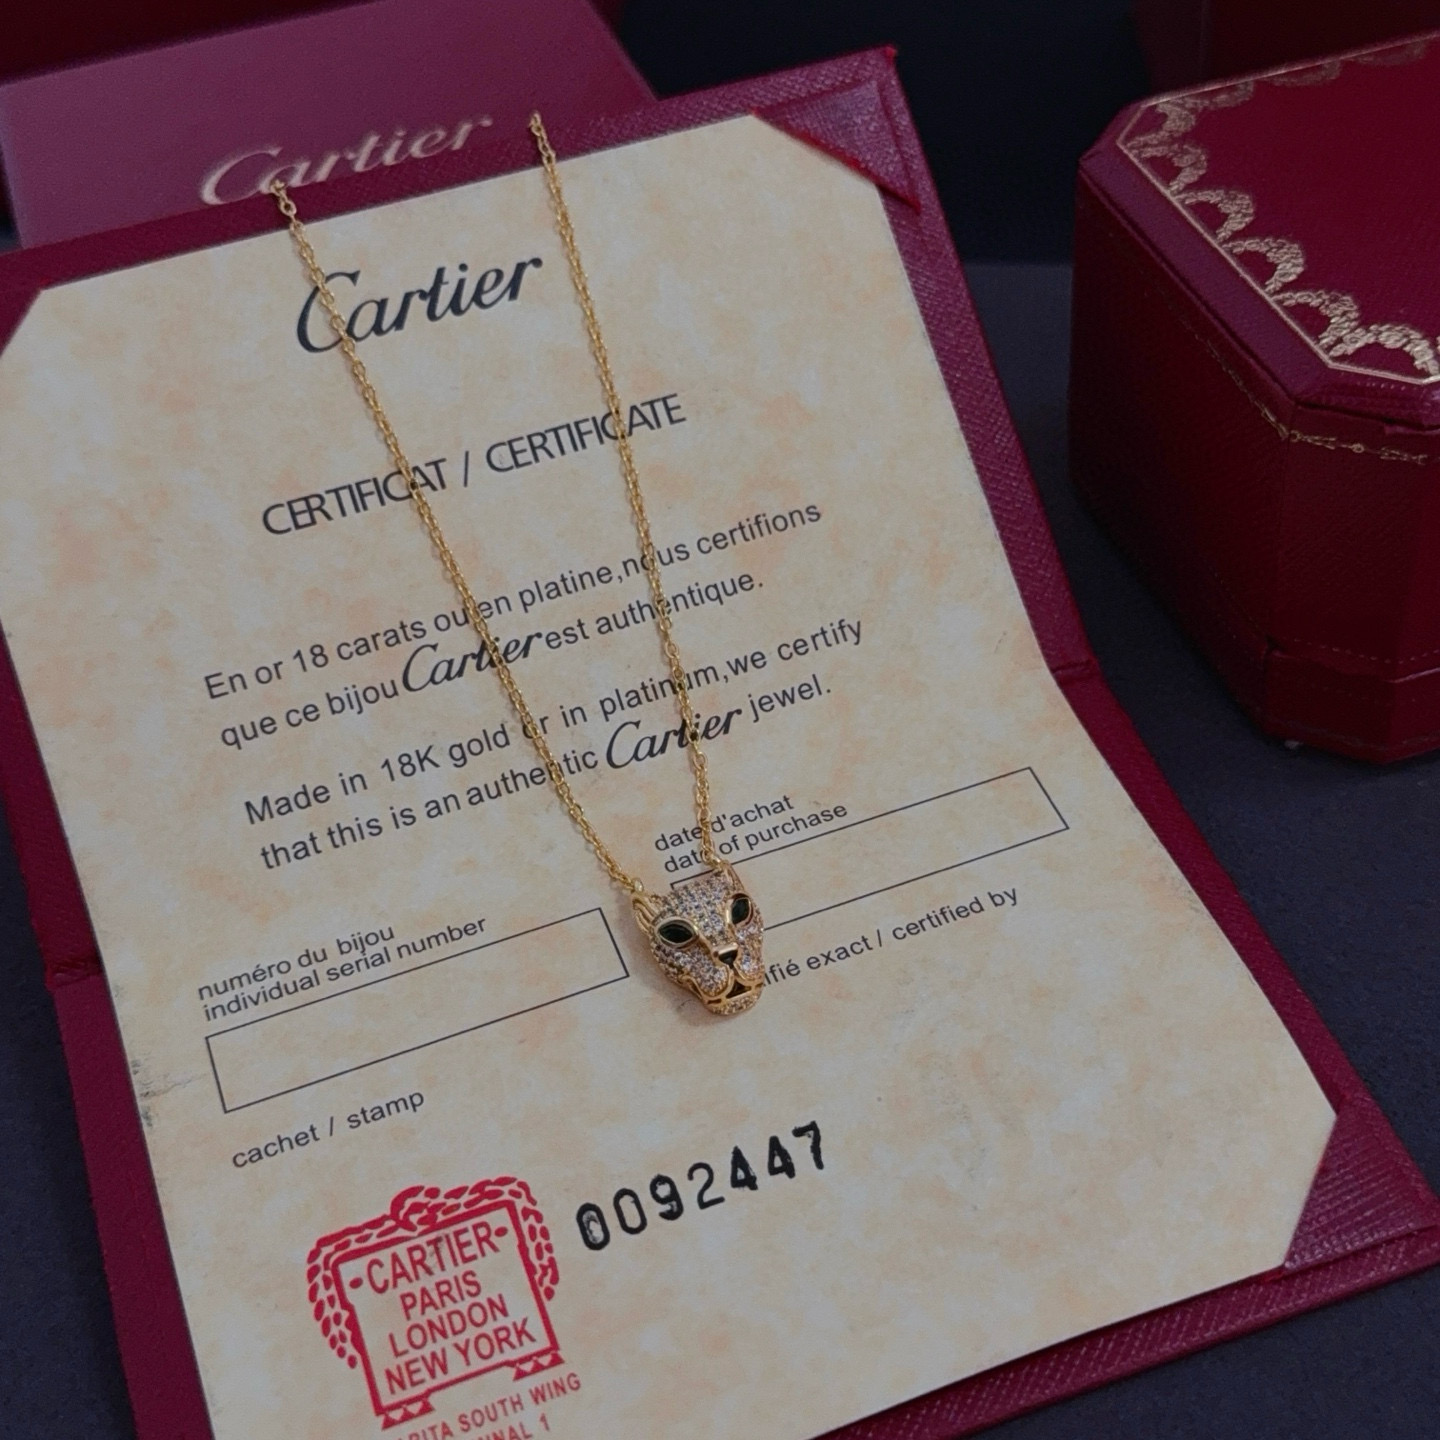 Cartier
Cartier
CERTIFICAT / CERTIFICATE
En or 18 carats ou en platine,nous certifions
que ce bijou Cartier est authentique.
Made in 18K gold or in platinum,we certify
that this is an authentic Cartier jewel.
date d'achat
date of purchase
numéro du bijou
individual serial number
exact / certified by
cachet / stamp
0092447
CARTIER
PARIS
LONDON
NEW YORK
SOUTH WING
1